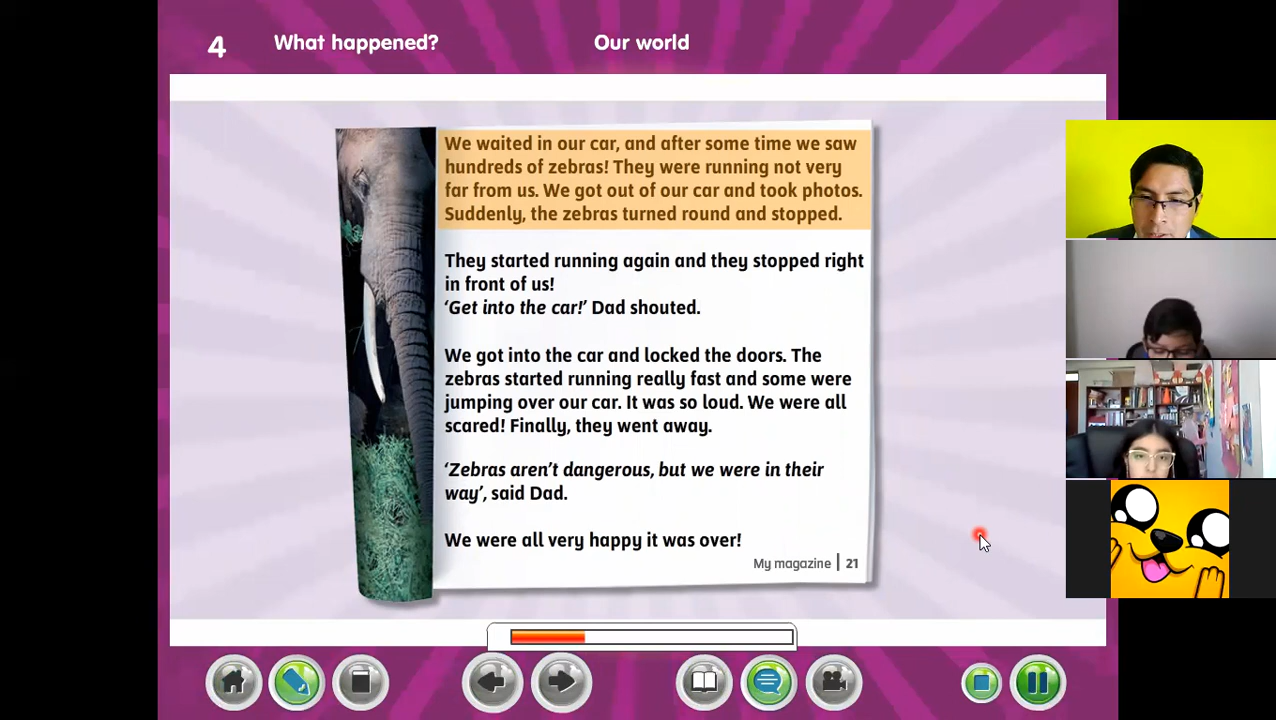 4 What happened? Our world
We waited in our car, and after some time we saw
hundreds of zebras! They were running not very
far from us. We got out of our car and took photos.
Suddenly, the zebras turned round and stopped.
They started running again and they stopped right
in front of us!
‘Get into the car!’ Dad shouted.
We got into the car and locked the doors. The
zebras started running really fast and some were
jumping over our car. It was so loud. We were all
scared! Finally, they went away.
‘Zebras aren’t dangerous, but we were in their
way’, said Dad.
We were all very happy it was over!
My magazine | 21